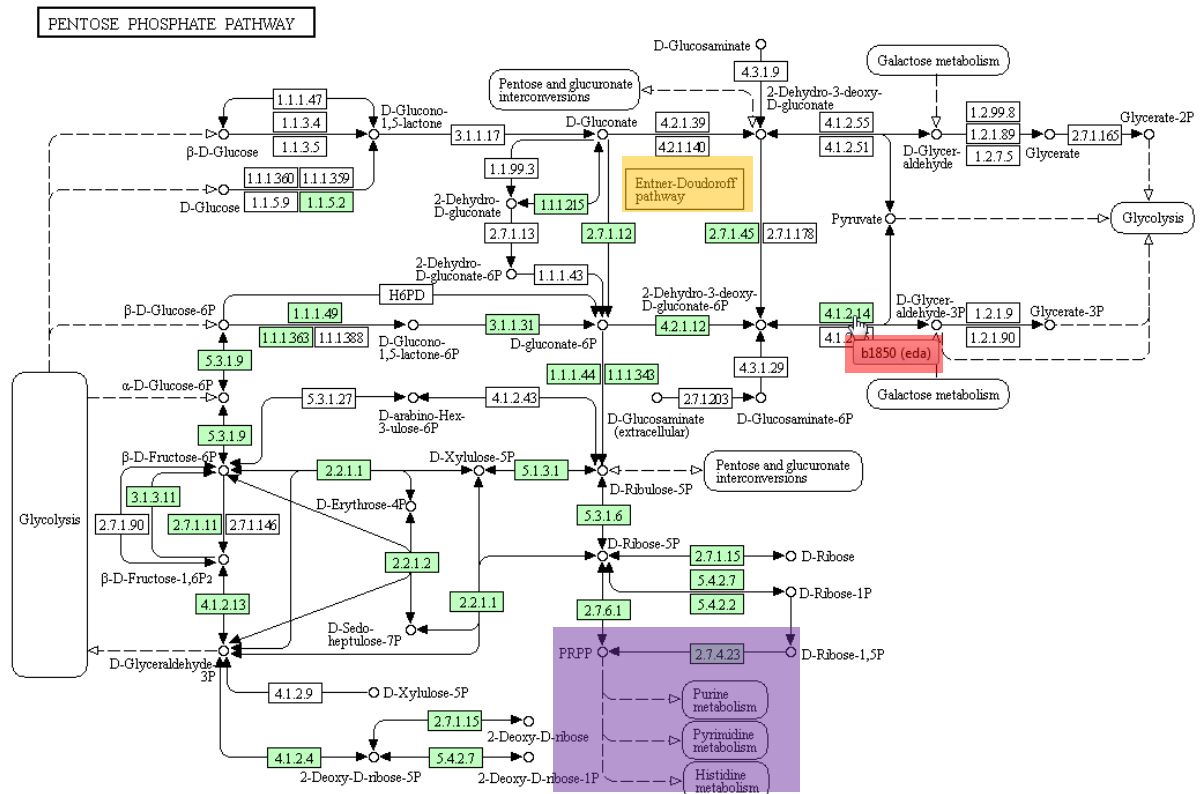 PENTOSE PHOSPHATE PATHWAY
D-Glucosaminate
4.3.1.9
Galactose metabolism
Pentose and glucuronate
interconversions
2-Dehydro-3-deoxy-
D-gluconate
1.1.1.47
D-Glucono-
1,5-lactone
1.1.3.4
1.1.3.5
β-D-Glucose
3.1.1.17
D-Gluconate
4.2.1.39
4.2.1.140
4.1.2.55
4.1.2.51
D-Glycer-
aldehyde
1.2.99.8
1.2.1.89
1.2.7.5
Glycerate
2.7.1.165
Glycerate-2P
1.1.99.3
1.1.1.360
1.1.1.359
1.1.5.9
1.1.5.2
D-Glucose
2-Dehydro-
D-gluconate
1.1.1.215
Entner-Doudoroff
pathway
Pyruvate
Glycolysis
2.7.1.13
2.7.1.12
2.7.1.45
2.7.1.178
2-Dehydro-
D-gluconate-6P
1.1.1.43
H6PD
2-Dehydro-3-deoxy-
D-gluconate-6P
β-D-Glucose-6P
1.1.1.49
1.1.1.363
1.1.1.388
D-Glucono-
1,5-lactone-6P
3.1.1.31
D-gluconate-6P
4.2.1.12
4.1.2.14
D-Glycer-
aldehyde-3P
1.2.1.9
1.2.1.90
Glycerate-3P
b1850 (eda)
5.3.1.9
1.1.1.44
1.1.1.343
4.3.1.29
α-D-Glucose-6P
5.3.1.27
D-arabino-Hex-
3-ulose-6P
4.1.2.43
D-Glucosaminate
(extracellular)
2.7.1.203
D-Glucosaminate-6P
Galactose metabolism
5.3.1.9
β-D-Fructose-6P
2.2.1.1
D-Xylulose-5P
5.1.3.1
D-Ribulose-5P
Pentose and glucuronate
interconversions
3.1.3.11
D-Erythrose-4P
5.3.1.6
Glycolysis
2.7.1.90
2.7.1.11
2.7.1.146
D-Ribose-5P
2.7.1.15
D-Ribose
2.2.1.2
β-D-Fructose-1,6P2
5.4.2.7
5.4.2.2
D-Ribose-1P
4.1.2.13
2.2.1.1
2.7.6.1
D-Sedo-
heptulose-7P
PRPP
2.7.4.23
D-Ribose-1,5P
D-Glyceraldehyde-
3P
4.1.2.9
D-Xylulose-5P
Purine
metabolism
2.7.1.15
2-Deoxy-D-ribose
Pyrimidine
metabolism
4.1.2.4
2-Deoxy-D-ribose-5P
5.4.2.7
2-Deoxy-D-ribose-1P
Histidine
metabolism